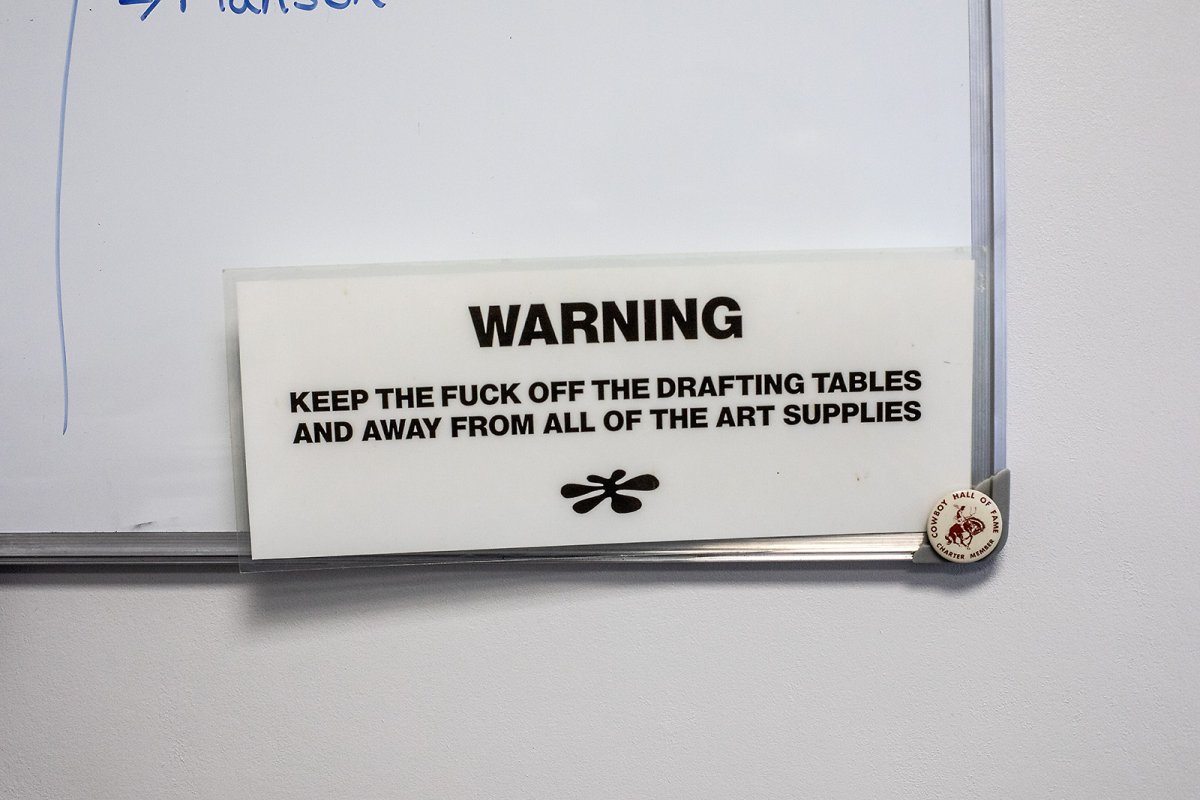 WARNING
KEEP THE FUCK OFF THE DRAFTING TABLES
AND AWAY FROM ALL OF THE ART SUPPLIES
COWBOY HALL OF FAME
CHARTER MEMBER